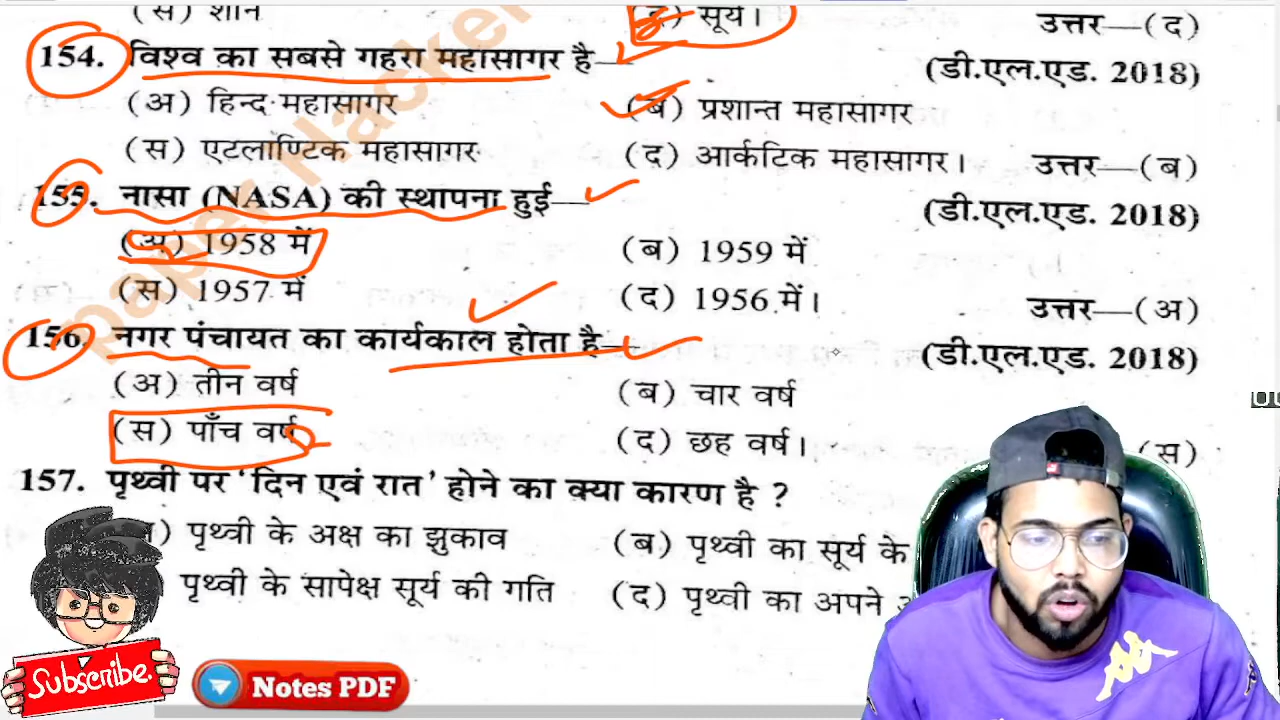 (स) शनि (द) सूर्य। उत्तर—(द)
154. विश्व का सबसे गहरा महासागर है— (डी.एल.एड. 2018)
(अ) हिन्द महासागर (ब) प्रशान्त महासागर
(स) एटलाण्टिक महासागर (द) आर्कटिक महासागर। उत्तर—(ब)
155. नासा (NASA) की स्थापना हुई— (डी.एल.एड. 2018)
(अ) 1958 में (ब) 1959 में
(स) 1957 में (द) 1956 में। उत्तर—(अ)
156. नगर पंचायत का कार्यकाल होता है— (डी.एल.एड. 2018)
(अ) तीन वर्ष (ब) चार वर्ष
(स) पाँच वर्ष (द) छह वर्ष। (स)
157. पृथ्वी पर ‘दिन एवं रात’ होने का क्या कारण है ?
पृथ्वी के अक्ष का झुकाव (ब) पृथ्वी का सूर्य के
पृथ्वी के सापेक्ष सूर्य की गति (द) पृथ्वी का अपने
paper Hacker
Subscribe.
Notes PDF